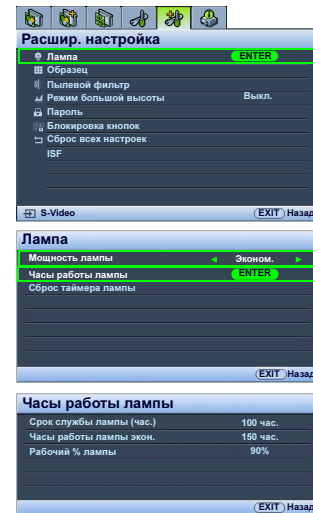 Расшир. настройка
Лампа ENTER
Образец
Пылевой фильтр
Режим большой высоты Выкл.
Пароль
Блокировка кнопок
Сброс всех настроек
ISF
S-Video EXIT Назад
Лампа
Мощность лампы Эконом.
Часы работы лампы ENTER
Сброс таймера лампы
EXIT Назад
Часы работы лампы
Срок службы лампы (час.) 100 час.
Часы работы лампы экон. 150 час.
Рабочий % лампы 90%
EXIT Назад